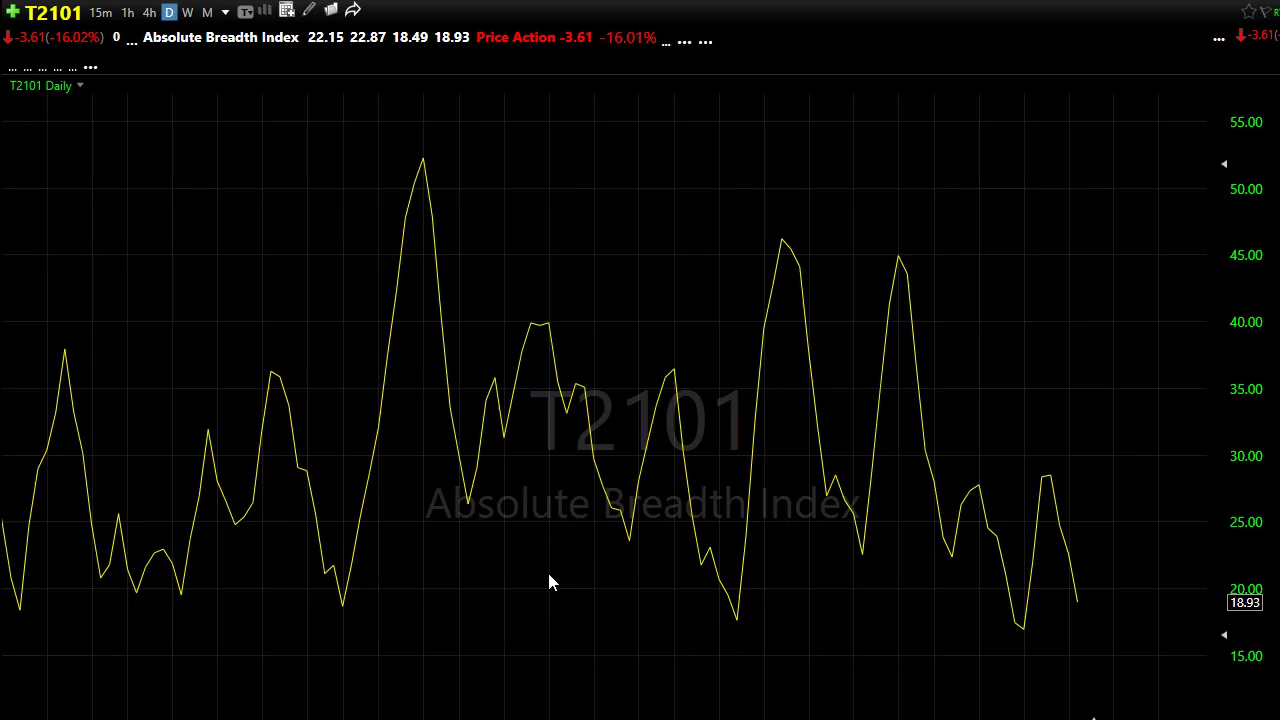 T2101 15m 1h 4h D W M T
-3.61(-16.02%) 0 ... Absolute Breadth Index 22.15 22.87 18.49 18.93 Price Action -3.61 -16.01% ... ... ... ... -3.61(-
... ... ... ... ... ...
T2101 Daily
55.00
50.00
45.00
40.00
35.00
T2101
30.00
Absolute Breadth Index
25.00
20.00
18.93
15.00